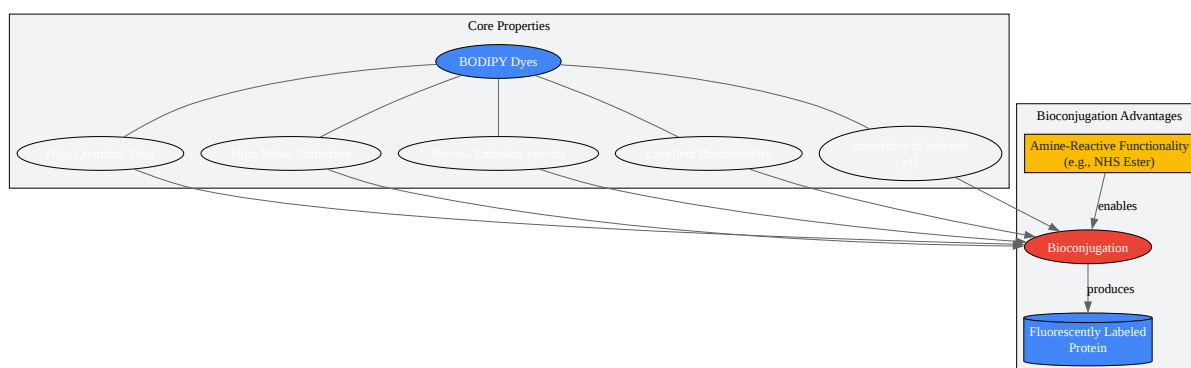 Core Properties
BODIPY Dyes
High Quantum Yield
High Molar Extinction
Narrow Emission Spectra
Excellent Photostability
Insensitive to Solvent/
pH
Bioconjugation Advantages
Amine-Reactive Functionality
(e.g., NHS Ester)
enables
Bioconjugation
produces
Fluorescently Labeled
Protein